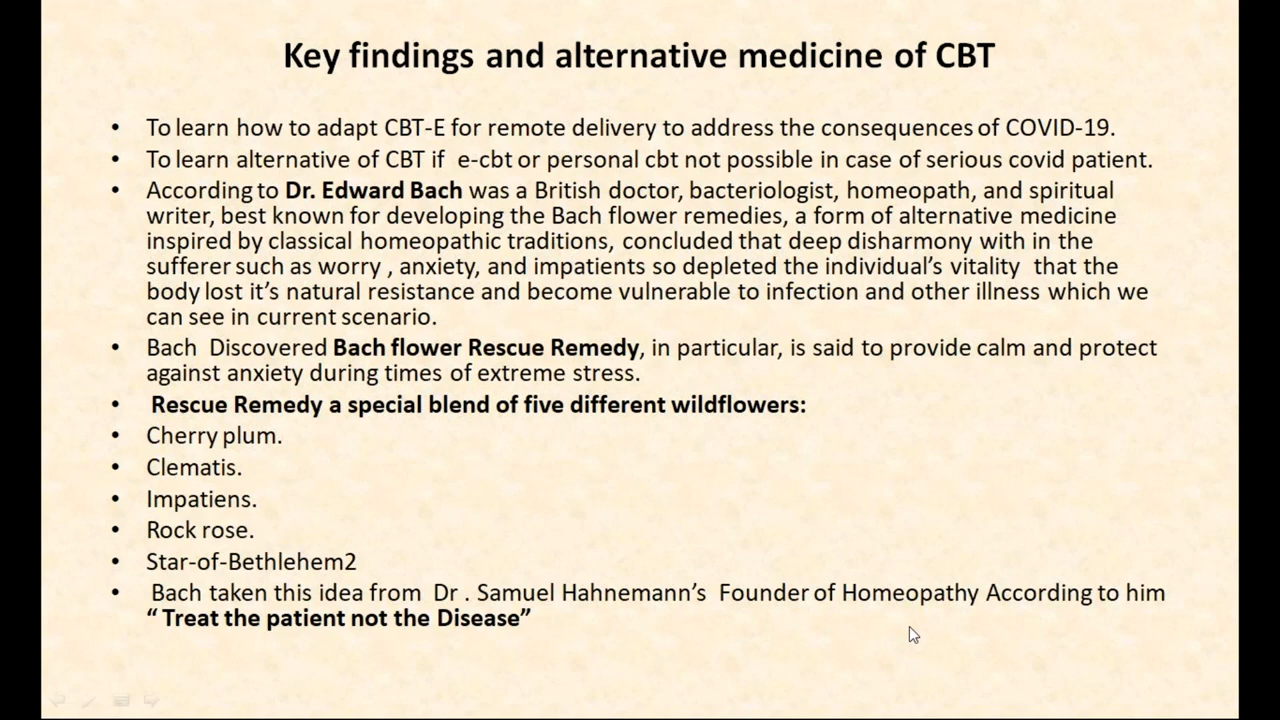 Key findings and alternative medicine of CBT
• To learn how to adapt CBT-E for remote delivery to address the consequences of COVID-19.
• To learn alternative of CBT if e-cbt or personal cbt not possible in case of serious covid patient.
• According to Dr. Edward Bach was a British doctor, bacteriologist, homeopath, and spiritual
writer, best known for developing the Bach flower remedies, a form of alternative medicine
inspired by classical homeopathic traditions, concluded that deep disharmony with in the
sufferer such as worry , anxiety, and impatients so depleted the individual's vitality that the
body lost it's natural resistance and become vulnerable to infection and other illness which we
can see in current scenario.
• Bach Discovered Bach flower Rescue Remedy, in particular, is said to provide calm and protect
against anxiety during times of extreme stress.
• Rescue Remedy a special blend of five different wildflowers:
• Cherry plum.
• Clematis.
• Impatiens.
• Rock rose.
• Star-of-Bethlehem2
• Bach taken this idea from Dr . Samuel Hahnemann's Founder of Homeopathy According to him
“ Treat the patient not the Disease”